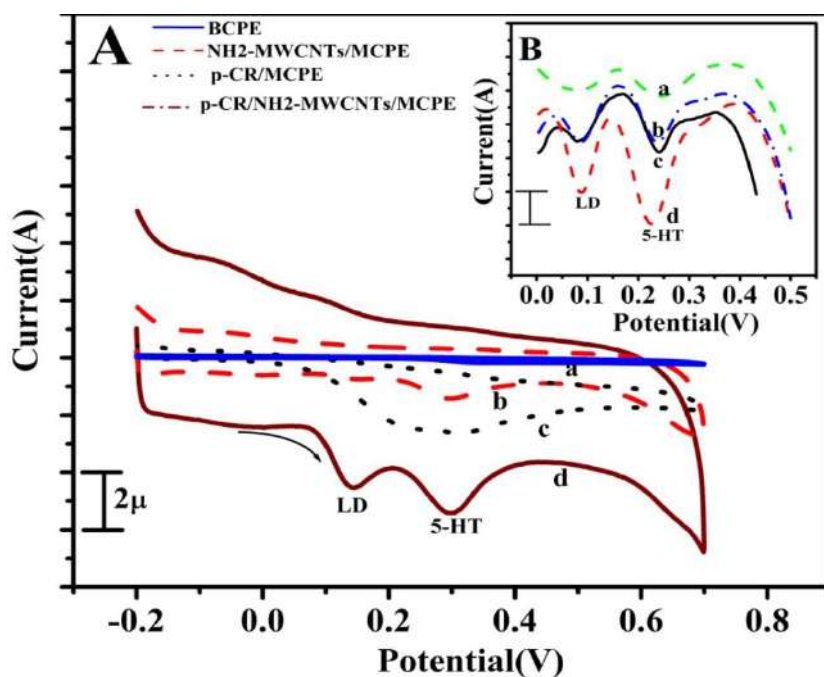 A
BCPE
NH2-MWCNTs/MCPE
p-CR/MCPE
p-CR/NH2-MWCNTs/MCPE
B
a
b
c
d
LD
5-HT
Current(A)
0.0 0.1 0.2 0.3 0.4 0.5
Potential(V)
Current(A)
a
b
c
d
LD
5-HT
2μ
-0.2 0.0 0.2 0.4 0.6 0.8
Potential(V)